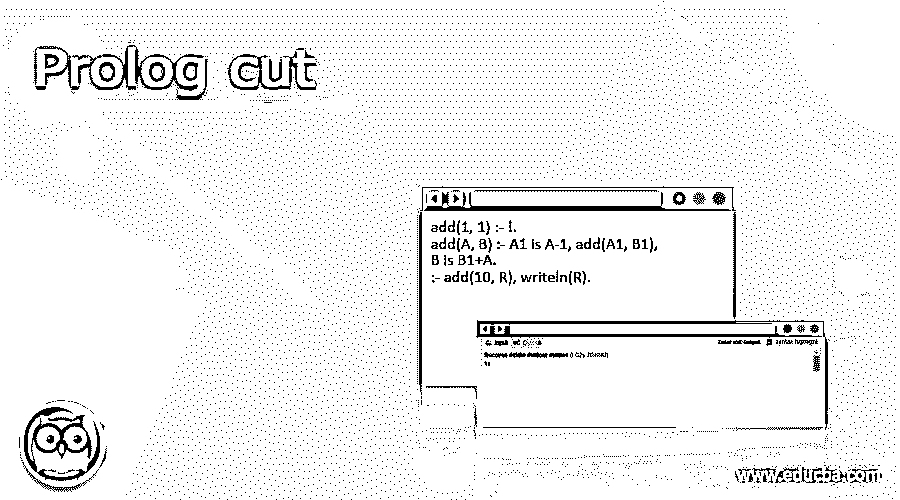 Prolog cut
add(1, 1) :- !.
add(A, B) :- A1 is A-1, add(A1, B1),
B is B1+A.
:- add(10, R), writeln(R).
www.educba.com